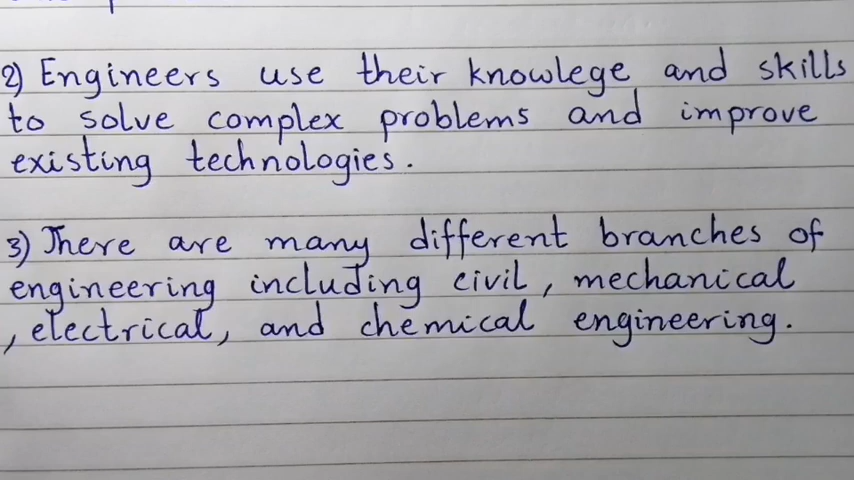 2) Engineers use their knowlege and skills
to solve complex problems and improve
existing technologies.
3) There are many different branches of
engineering including civil, mechanical
, electrical, and chemical engineering.